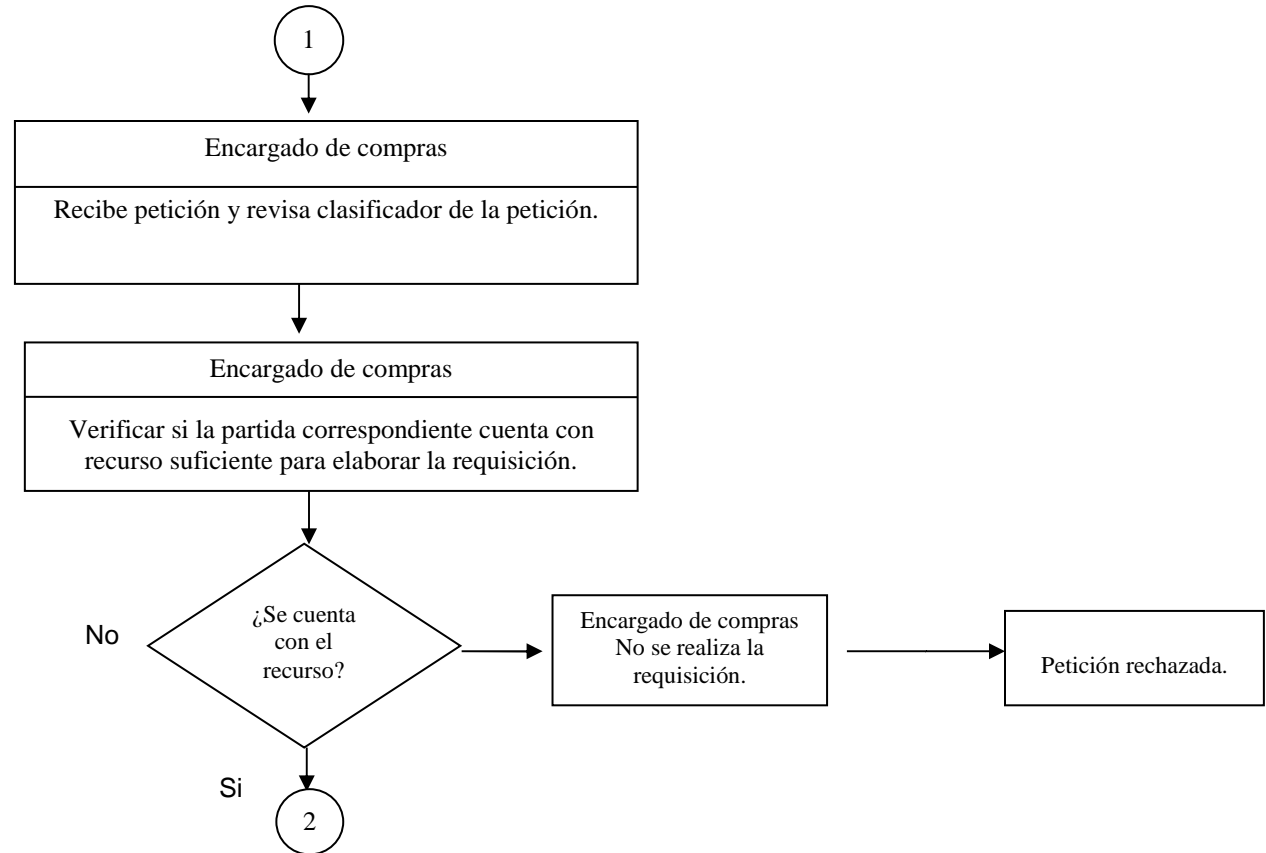 1
Encargado de compras
Recibe petición y revisa clasificador de la petición.
Encargado de compras
Verificar si la partida correspondiente cuenta con
recurso suficiente para elaborar la requisición.
No
¿Se cuenta
con el
recurso?
Encargado de compras
No se realiza la
requisición.
Petición rechazada.
Si
2